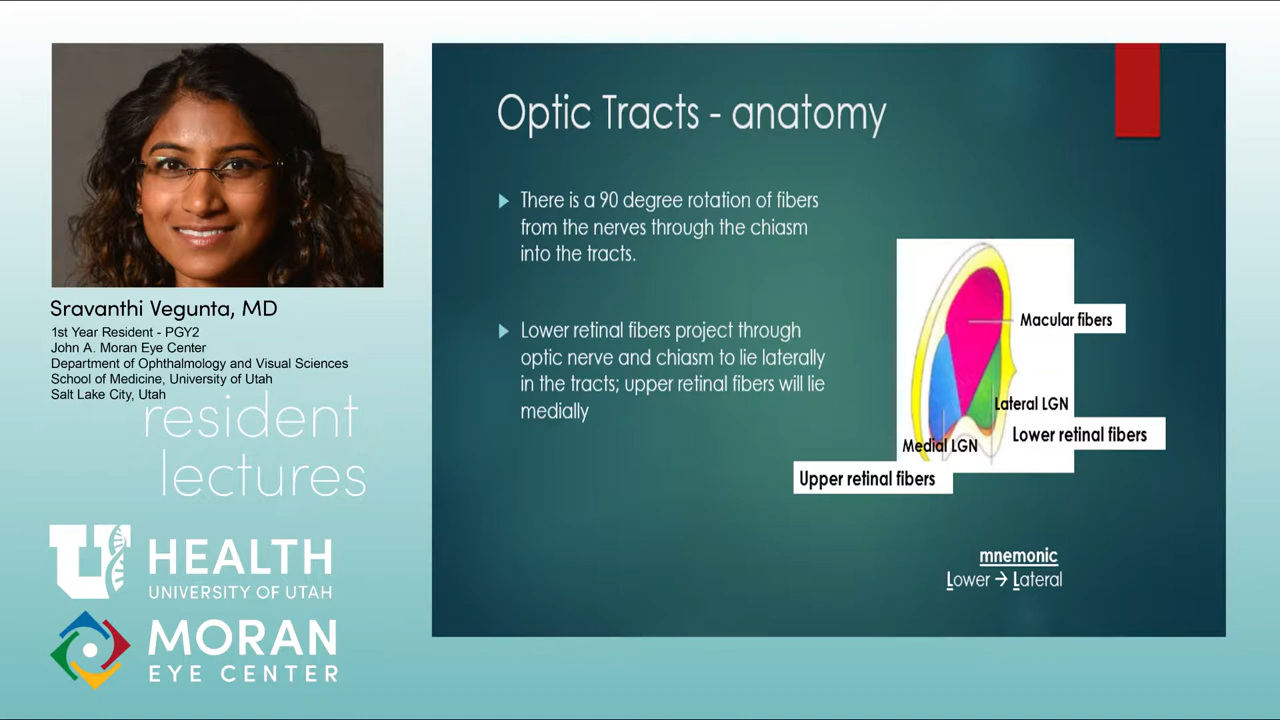 Sravanthi Vegunta, MD
1st Year Resident - PGY2
John A. Moran Eye Center
Department of Ophthalmology and Visual Sciences
School of Medicine, University of Utah
Salt Lake City, Utah
resident
lectures
U HEALTH
UNIVERSITY OF UTAH
MORAN
EYE CENTER
Optic Tracts - anatomy
There is a 90 degree rotation of fibers
from the nerves through the chiasm
into the tracts.
Lower retinal fibers project through
optic nerve and chiasm to lie laterally
in the tracts; upper retinal fibers will lie
medially
Macular fibers
Lateral LGN
Lower retinal fibers
Medial LGN
Upper retinal fibers
mnemonic
Lower → Lateral